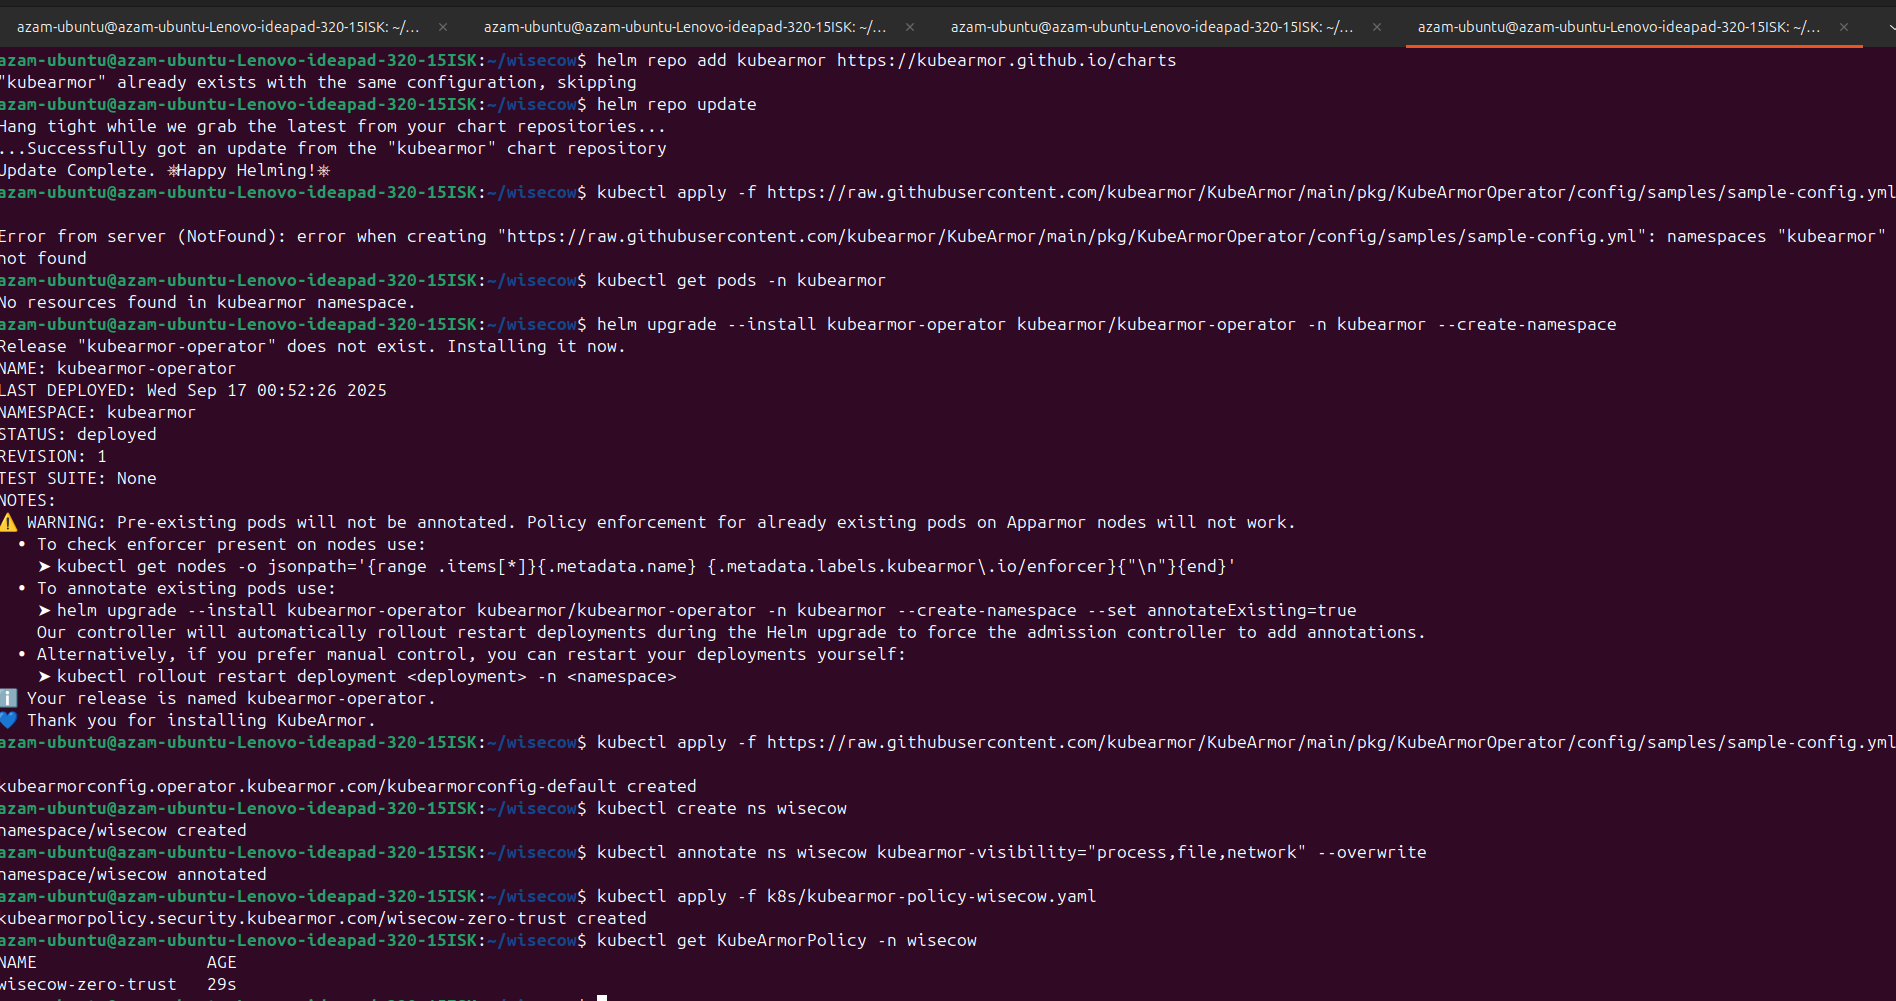 azam-ubuntu@azam-ubuntu-Lenovo-ideapad-320-15ISK: ~/... × azam-ubuntu@azam-ubuntu-Lenovo-ideapad-320-15ISK: ~/... × azam-ubuntu@azam-ubuntu-Lenovo-ideapad-320-15ISK: ~/... × azam-ubuntu@azam-ubuntu-Lenovo-ideapad-320-15ISK: ~/... ×
azam-ubuntu@azam-ubuntu-Lenovo-ideapad-320-15ISK:~/wisecow$ helm repo add kubearmor https://kubearmor.github.io/charts
"kubearmor" already exists with the same configuration, skipping
azam-ubuntu@azam-ubuntu-Lenovo-ideapad-320-15ISK:~/wisecow$ helm repo update
Hang tight while we grab the latest from your chart repositories...
...Successfully got an update from the "kubearmor" chart repository
Update Complete. ⎈Happy Helming!⎈
azam-ubuntu@azam-ubuntu-Lenovo-ideapad-320-15ISK:~/wisecow$ kubectl apply -f https://raw.githubusercontent.com/kubearmor/KubeArmor/main/pkg/KubeArmorOperator/config/samples/sample-config.yml
Error from server (NotFound): error when creating "https://raw.githubusercontent.com/kubearmor/KubeArmor/main/pkg/KubeArmorOperator/config/samples/sample-config.yml": namespaces "kubearmor"
not found
azam-ubuntu@azam-ubuntu-Lenovo-ideapad-320-15ISK:~/wisecow$ kubectl get pods -n kubearmor
No resources found in kubearmor namespace.
azam-ubuntu@azam-ubuntu-Lenovo-ideapad-320-15ISK:~/wisecow$ helm upgrade --install kubearmor-operator kubearmor/kubearmor-operator -n kubearmor --create-namespace
Release "kubearmor-operator" does not exist. Installing it now.
NAME: kubearmor-operator
LAST DEPLOYED: Wed Sep 17 00:52:26 2025
NAMESPACE: kubearmor
STATUS: deployed
REVISION: 1
TEST SUITE: None
NOTES:
⚠️ WARNING: Pre-existing pods will not be annotated. Policy enforcement for already existing pods on Apparmor nodes will not work.
• To check enforcer present on nodes use:
➤ kubectl get nodes -o jsonpath='{range .items[*]}{.metadata.name} {.metadata.labels.kubearmor\.io/enforcer}{"\n"}{end}'
• To annotate existing pods use:
➤ helm upgrade --install kubearmor-operator kubearmor/kubearmor-operator -n kubearmor --create-namespace --set annotateExisting=true
Our controller will automatically rollout restart deployments during the Helm upgrade to force the admission controller to add annotations.
• Alternatively, if you prefer manual control, you can restart your deployments yourself:
➤ kubectl rollout restart deployment <deployment> -n <namespace>
ℹ️ Your release is named kubearmor-operator.
💙 Thank you for installing KubeArmor.
azam-ubuntu@azam-ubuntu-Lenovo-ideapad-320-15ISK:~/wisecow$ kubectl apply -f https://raw.githubusercontent.com/kubearmor/KubeArmor/main/pkg/KubeArmorOperator/config/samples/sample-config.yml
kubearmorconfig.operator.kubearmor.com/kubearmorconfig-default created
azam-ubuntu@azam-ubuntu-Lenovo-ideapad-320-15ISK:~/wisecow$ kubectl create ns wisecow
namespace/wisecow created
azam-ubuntu@azam-ubuntu-Lenovo-ideapad-320-15ISK:~/wisecow$ kubectl annotate ns wisecow kubearmor-visibility="process,file,network" --overwrite
namespace/wisecow annotated
azam-ubuntu@azam-ubuntu-Lenovo-ideapad-320-15ISK:~/wisecow$ kubectl apply -f k8s/kubearmor-policy-wisecow.yaml
kubearmorpolicy.security.kubearmor.com/wisecow-zero-trust created
azam-ubuntu@azam-ubuntu-Lenovo-ideapad-320-15ISK:~/wisecow$ kubectl get KubeArmorPolicy -n wisecow
NAME AGE
wisecow-zero-trust 29s